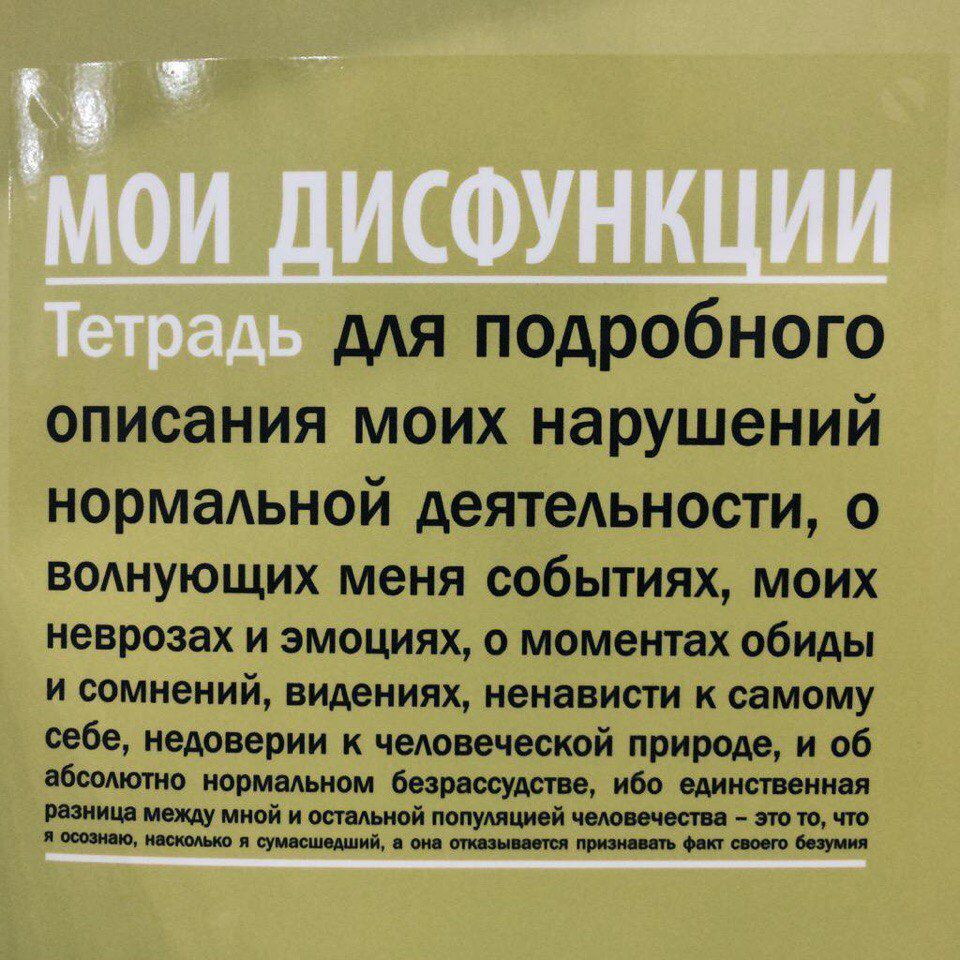 МОИ ДИСФУНКЦИИ
Тетрадь для подробного
описания моих нарушений
нормальной деятельности, о
волнующих меня событиях, моих
неврозах и эмоциях, о моментах обиды
и сомнений, видениях, ненависти к самому
себе, недоверии к человеческой природе, и об
абсолютно нормальном безрассудстве, ибо единственная
разница между мной и остальной популяцией человечества – это то, что
я осознаю, насколько я сумасшедший, а она отказывается признавать факт своего безумия